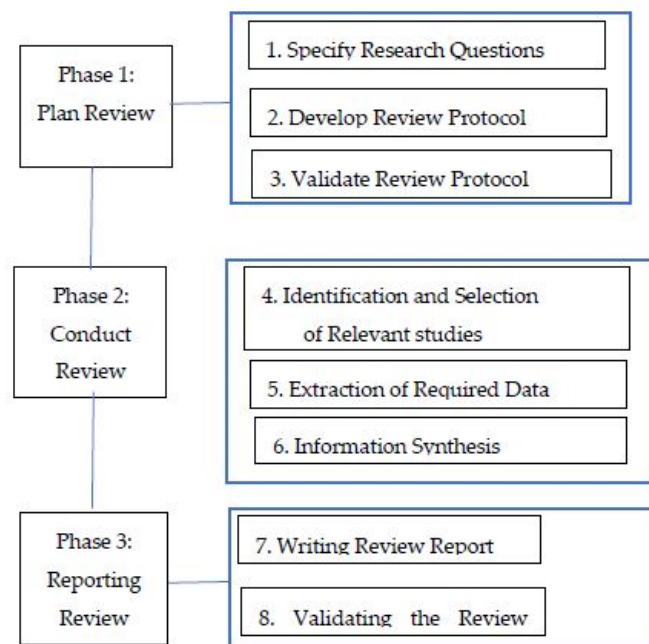 Phase 1:
Plan Review
1. Specify Research Questions
2. Develop Review Protocol
3. Validate Review Protocol
Phase 2:
Conduct
Review
4. Identification and Selection
of Relevant studies
5. Extraction of Required Data
6. Information Synthesis
Phase 3:
Reporting
Review
7. Writing Review Report
8. Validating the Review